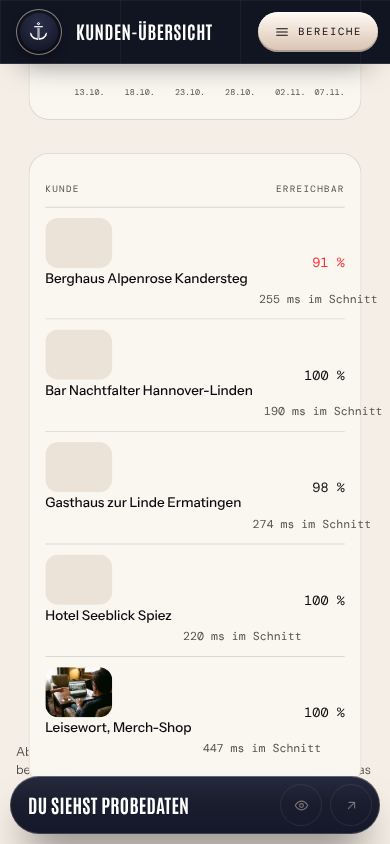 KUNDEN-ÜBERSICHT
BEREICHE
13.10. 18.10. 23.10. 28.10. 02.11. 07.11.
KUNDE ERREICHBAR
91 %
Berghaus Alpenrose Kandersteg
255 ms im Schnitt
100 %
Bar Nachtfalter Hannover-Linden
190 ms im Schnitt
98 %
Gasthaus zur Linde Ermatingen
274 ms im Schnitt
100 %
Hotel Seeblick Spiez
220 ms im Schnitt
100 %
Leisewort, Merch-Shop
447 ms im Schnitt
DU SIEHST PROBEDATEN